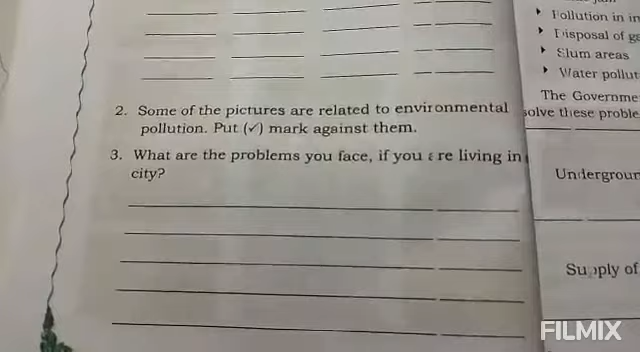 Pollution in in
Disposal of ga
Slum areas
Water pollut
The Governme
solve these proble
2. Some of the pictures are related to environmental
pollution. Put (✓) mark against them.
3. What are the problems you face, if you are living in
city?
Undergroun
Supply of
FILMIX